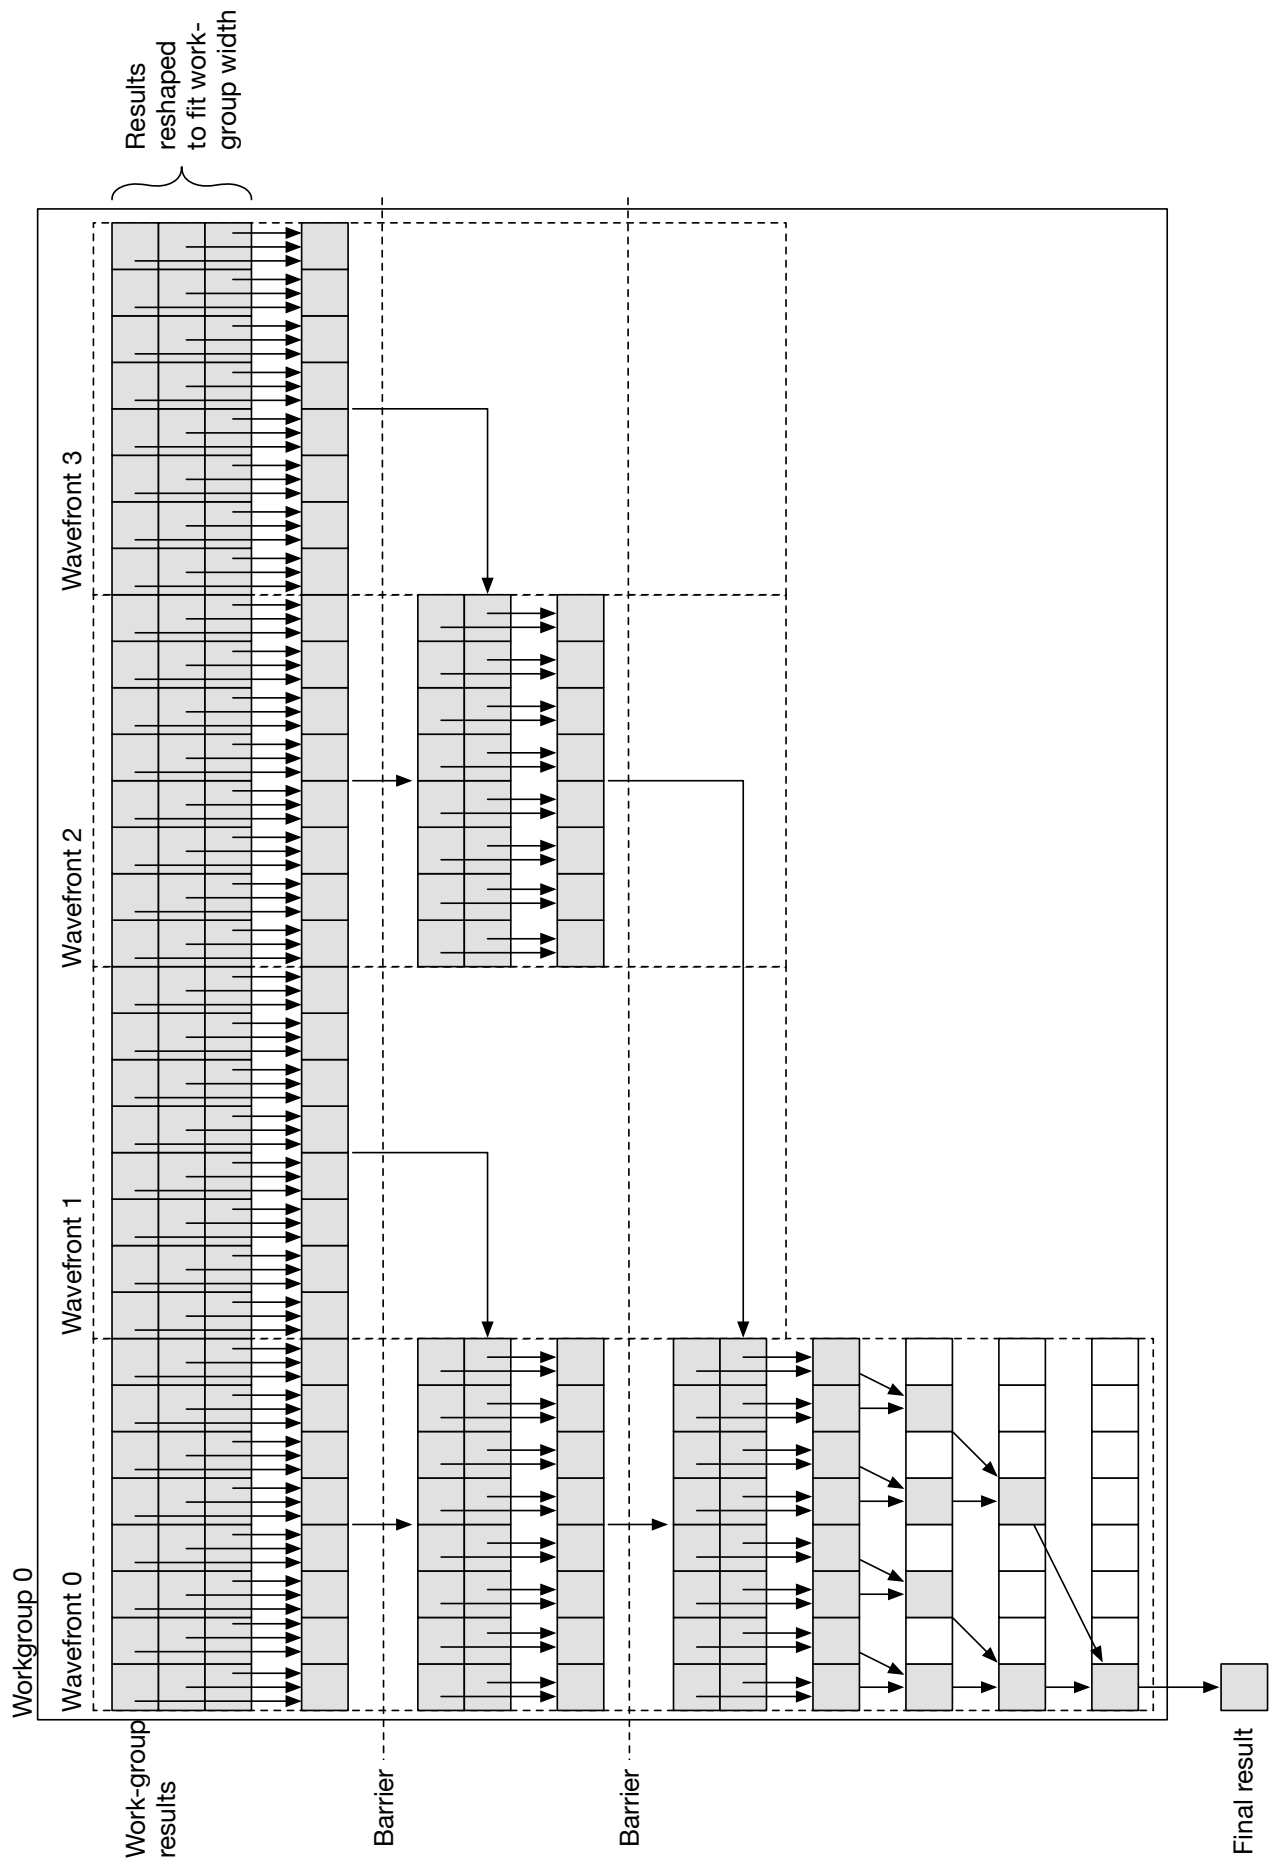 Workgroup 0
Wavefront 0
Wavefront 1
Wavefront 2
Wavefront 3
Work-group
results
Results
reshaped
to fit work-
group width
Barrier
Barrier
Final result